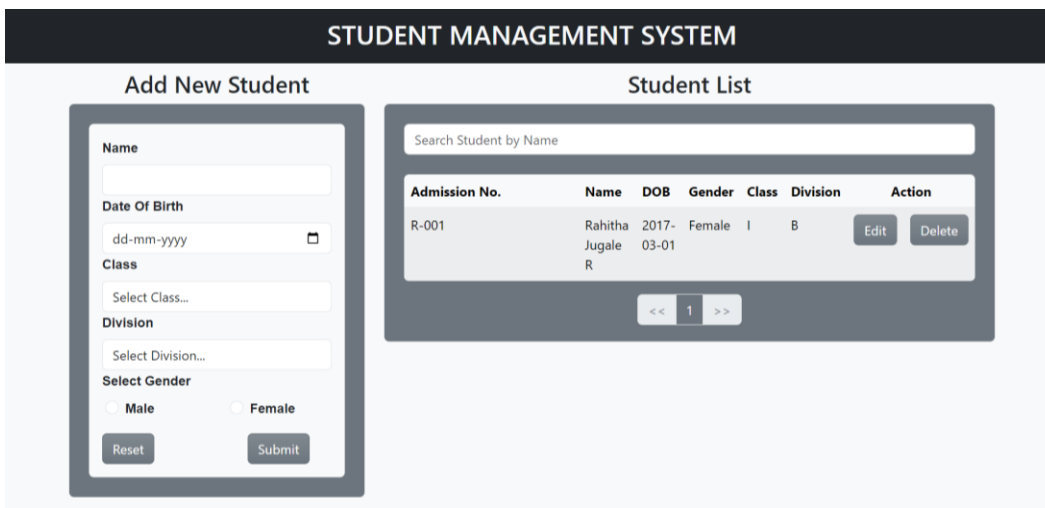 STUDENT MANAGEMENT SYSTEM
Add New Student
Name
Date Of Birth
dd-mm-yyyy
Class
Select Class...
Division
Select Division...
Select Gender
Male Female
Reset Submit
Student List
Search Student by Name
Admission No. Name DOB Gender Class Division Action
R-001 Rahitha 2017- Female I B Edit Delete
Jugale 03-01
R
<< 1 >>